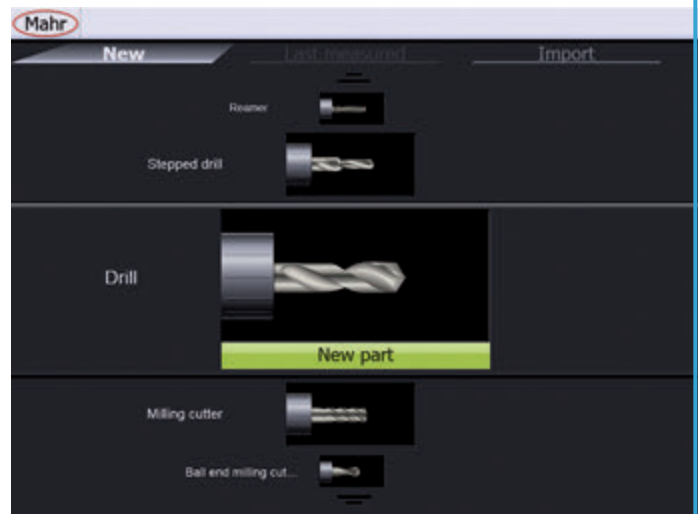 Mahr
New
Last measured
Import
Reamer
Stepped drill
Drill
New part
Milling cutter
Ball end milling cut...